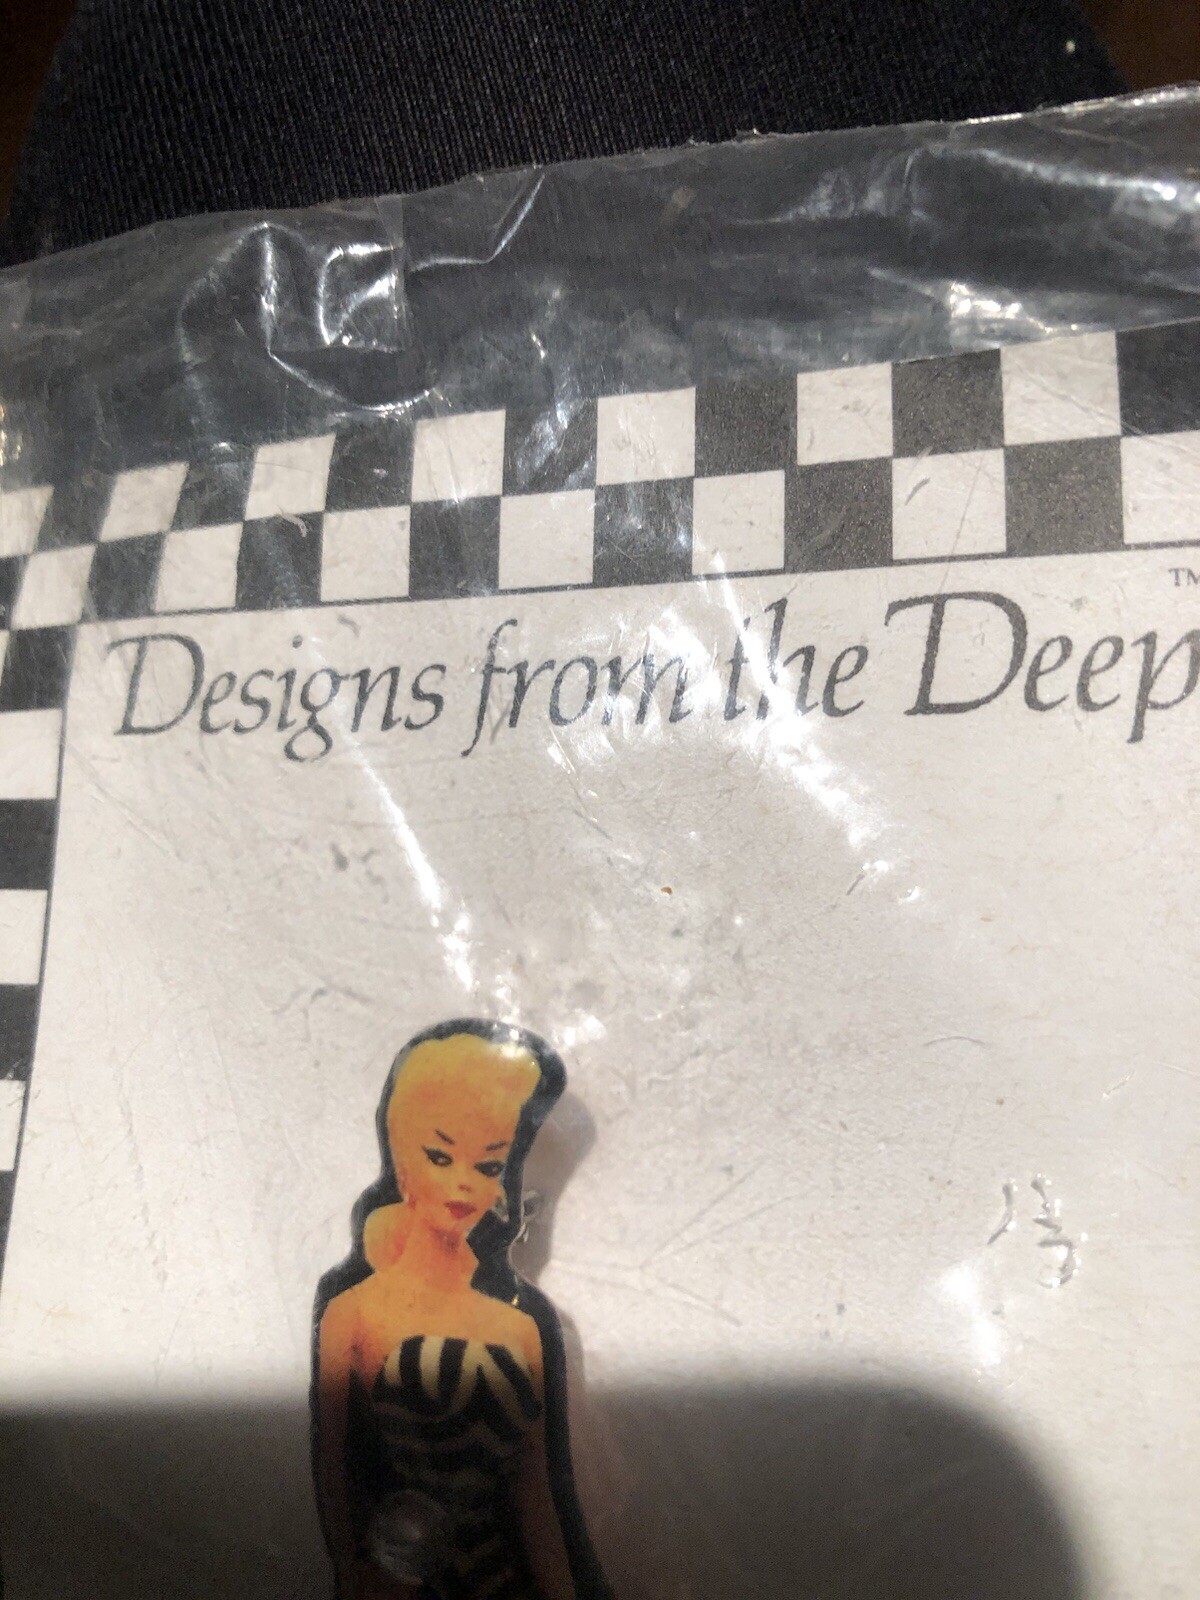 Designs from the Deep™